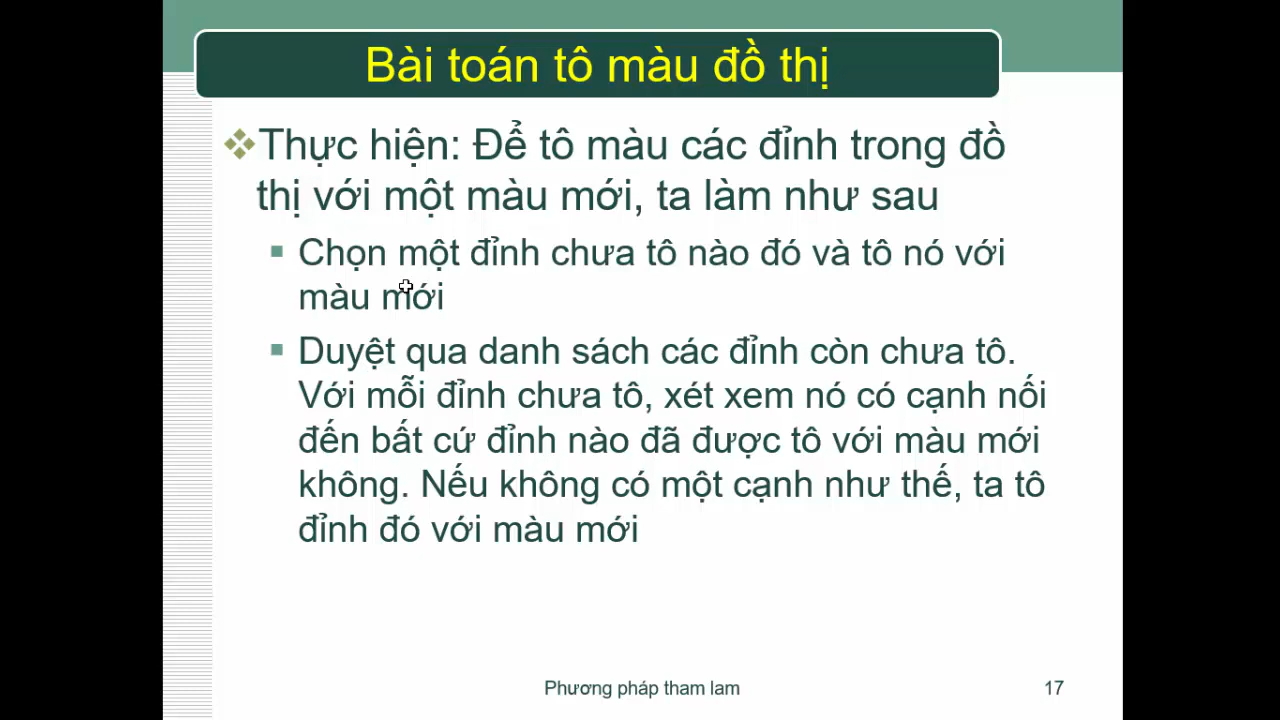 Bài toán tô màu đồ thị
Thực hiện: Để tô màu các đỉnh trong đồ
thị với một màu mới, ta làm như sau
Chọn một đỉnh chưa tô nào đó và tô nó với
màu mới
Duyệt qua danh sách các đỉnh còn chưa tô.
Với mỗi đỉnh chưa tô, xét xem nó có cạnh nối
đến bất cứ đỉnh nào đã được tô với màu mới
không. Nếu không có một cạnh như thế, ta tô
đỉnh đó với màu mới
Phương pháp tham lam
17